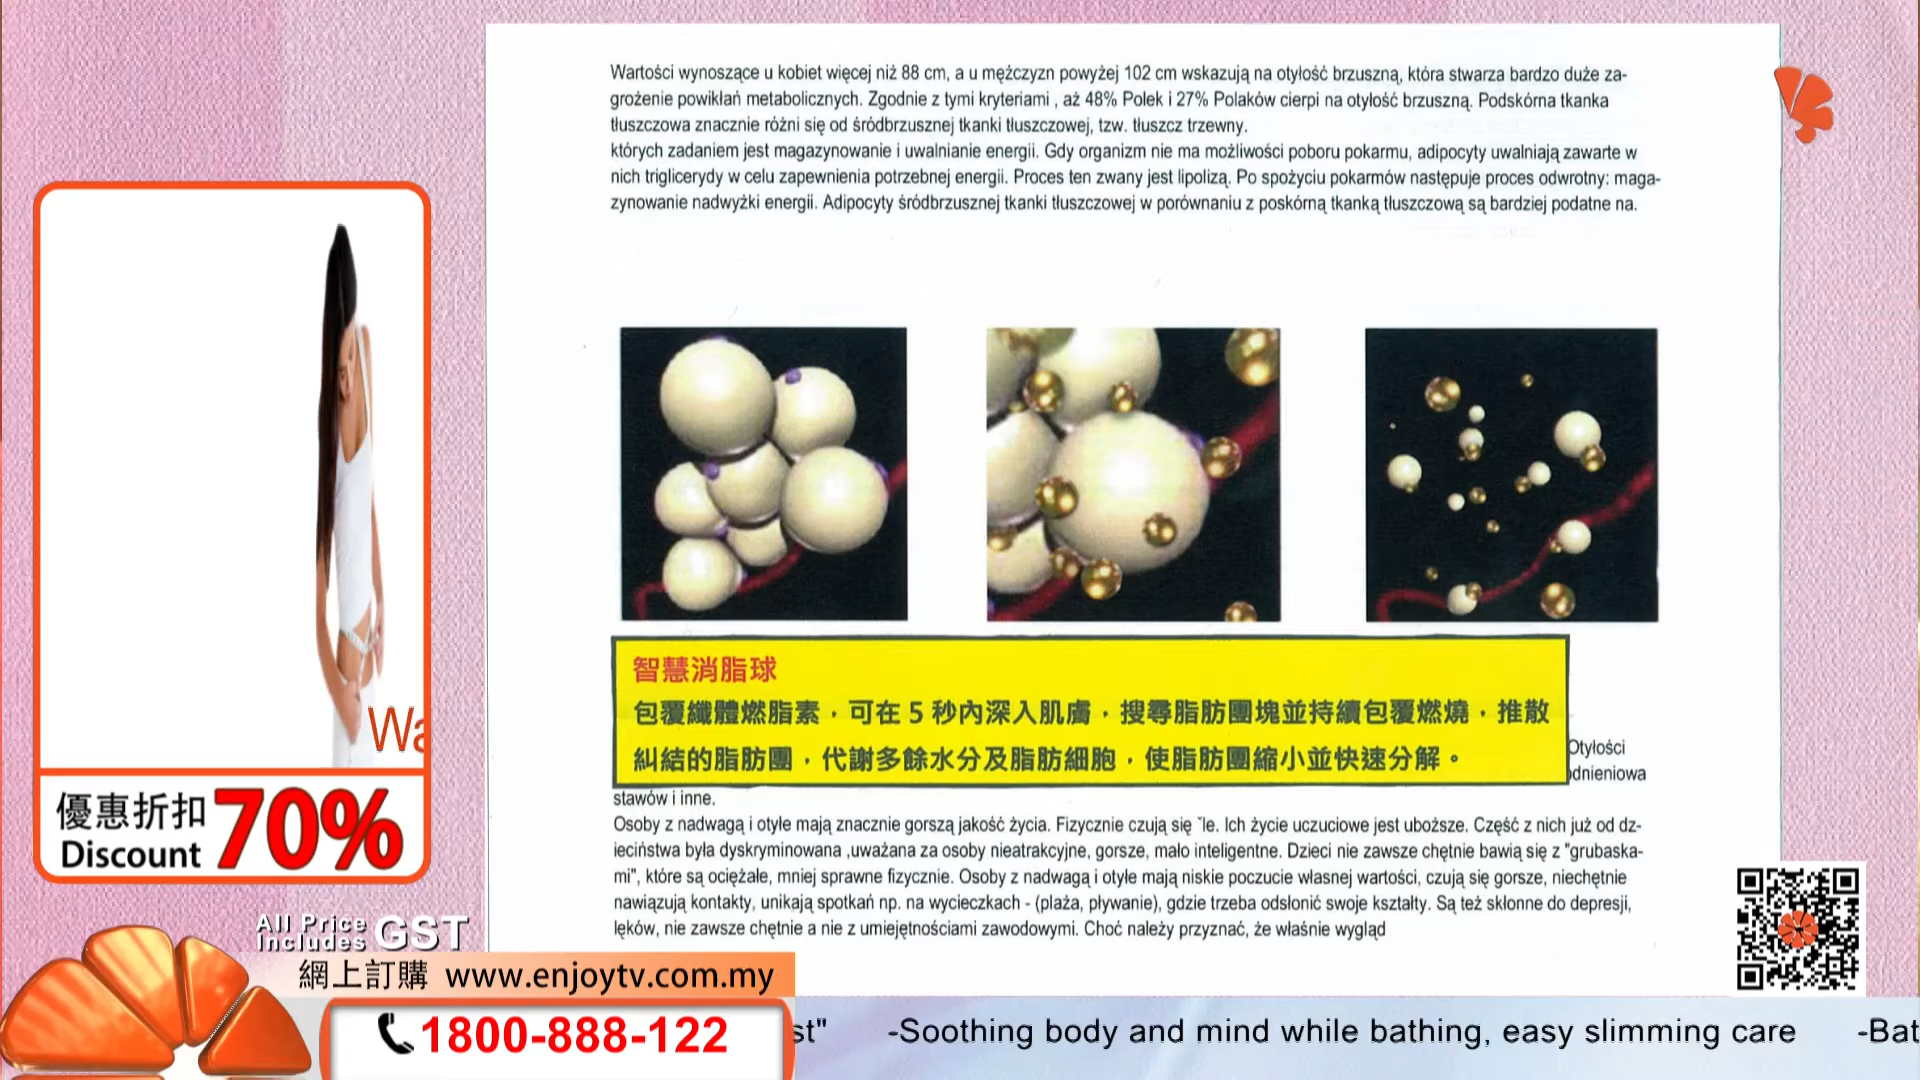 Wartości wynoszące u kobiet więcej niż 88 cm, a u mężczyzn powyżej 102 cm wskazują na otyłość brzuszną, która stwarza bardzo duże za-
grożenie powikłań metabolicznych. Zgodnie z tymi kryteriami , aż 48% Polek i 27% Polaków cierpi na otyłość brzuszną. Podskórna tkanka
tłuszczowa znacznie różni się od śródbrzusznej tkanki tłuszczowej, tzw. tłuszcz trzewny.
których zadaniem jest magazynowanie i uwalnianie energii. Gdy organizm nie ma możliwości poboru pokarmu, adipocyty uwalniają zawarte w
nich triglicerydy w celu zapewnienia potrzebnej energii. Proces ten zwany jest lipolizą. Po spożyciu pokarmów następuje proces odwrotny: maga-
zynowanie nadwyżki energii. Adipocyty śródbrzusznej tkanki tłuszczowej w porównaniu z poskórną tkanką tłuszczową są bardziej podatne na.
智慧消脂球
包覆纖體燃脂素，可在 5 秒內深入肌膚，搜尋脂肪團塊並持續包覆燃燒，推散
糾結的脂肪團，代謝多餘水分及脂肪細胞，使脂肪團縮小並快速分解。
Otyłości
odnieniowa
stawów i inne.
Osoby z nadwagą i otyłe mają znacznie gorszą jakość życia. Fizycznie czują się ˇle. Ich życie uczuciowe jest uboższe. Część z nich już od dz-
ieciństwa była dyskryminowana ,uważana za osoby nieatrakcyjne, gorsze, mało inteligentne. Dzieci nie zawsze chętnie bawią się z "grubaska-
mi", które są ociężałe, mniej sprawne fizycznie. Osoby z nadwagą i otyłe mają niskie poczucie własnej wartości, czują się gorsze, niechętnie
nawiązują kontakty, unikają spotkań np. na wycieczkach - (plaża, pływanie), gdzie trzeba odsłonić swoje kształty. Są też skłonne do depresji,
lęków, nie zawsze chętnie a nie z umiejętnościami zawodowymi. Choć należy przyznać, że właśnie wygląd
Wa
優惠折扣 70%
Discount
All Price
Includes GST
網上訂購 www.enjoytv.com.my
1800-888-122
st" -Soothing body and mind while bathing, easy slimming care -Bat